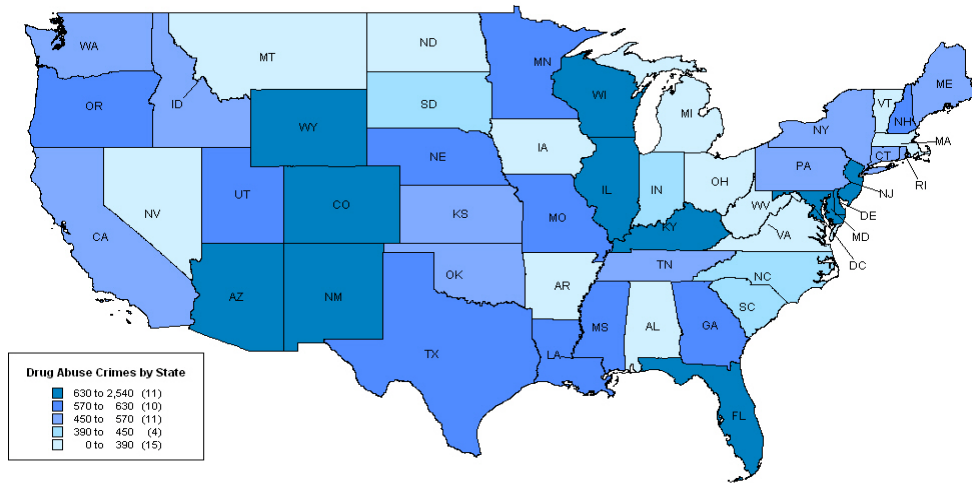 WA
MT
ND
MN
ME
OR
ID
SD
WI
MI
VT
NH
NY
MA
WY
IA
NE
PA
CT
RI
NV
UT
CO
IL
IN
OH
NJ
CA
KS
MO
WV
KY
VA
DE
MD
DC
AZ
NM
OK
AR
TN
NC
SC
TX
LA
MS
AL
GA
FL
Drug Abuse Crimes by State
630 to 2,540 (11)
570 to 630 (10)
450 to 570 (11)
390 to 450 (4)
0 to 390 (15)